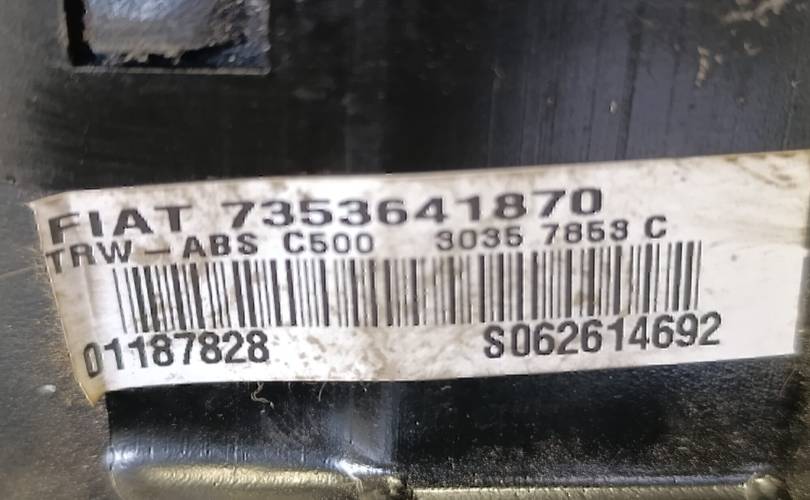 FIAT 7353641870
TRW-ABS C500 3035 7853 C
01187828 S062614692